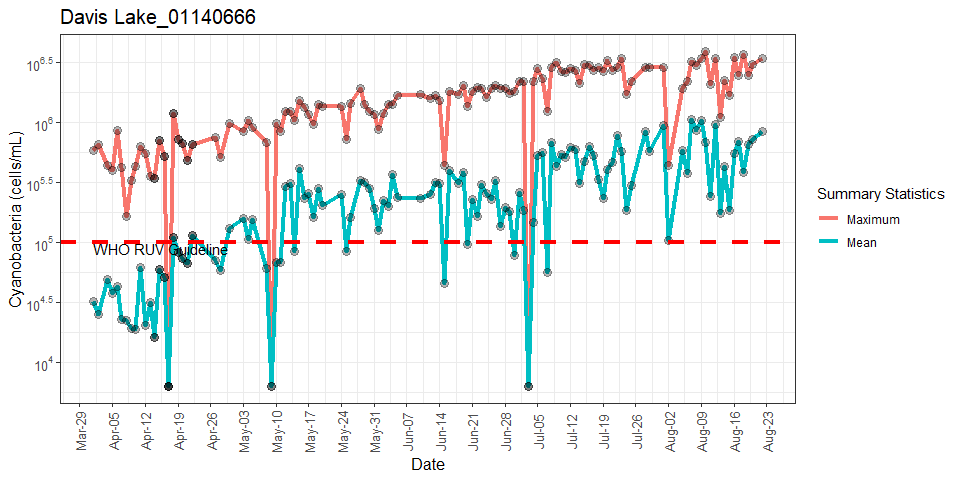 Davis Lake_01140666
Cyanobacteria (cells/mL)
10^6.5
10^6
10^5.5
10^5
10^4.5
10^4
WHO RUV Guideline
Mar-29
Apr-05
Apr-12
Apr-19
Apr-26
May-03
May-10
May-17
May-24
May-31
Jun-07
Jun-14
Jun-21
Jun-28
Jul-05
Jul-12
Jul-19
Jul-26
Aug-02
Aug-09
Aug-16
Aug-23
Date
Summary Statistics
Maximum
Mean